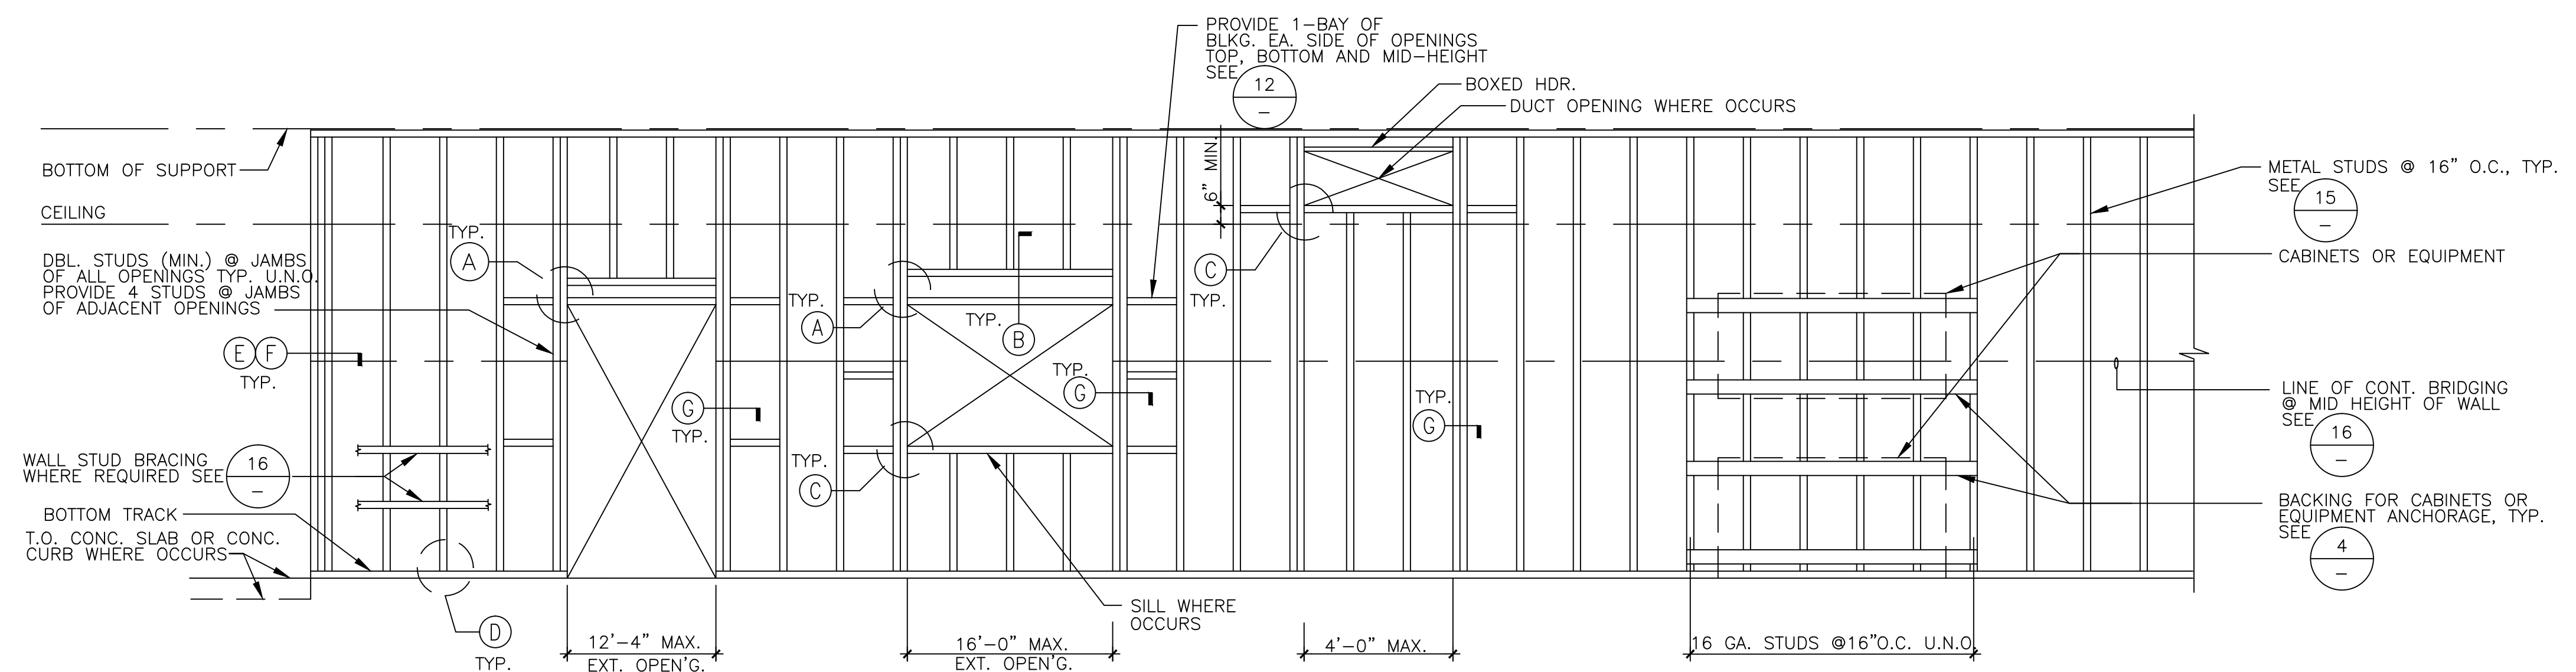 PROVIDE 1-BAY OF
BLKG. EA. SIDE OF OPENINGS
TOP, BOTTOM AND MID-HEIGHT
SEE
12
-
BOXED HDR.
DUCT OPENING WHERE OCCURS
BOTTOM OF SUPPORT
6" MIN.
METAL STUDS @ 16" O.C., TYP.
SEE
15
-
CEILING
TYP.
A
DBL. STUDS (MIN.) @ JAMBS
OF ALL OPENINGS TYP. U.N.O.
PROVIDE 4 STUDS @ JAMBS
OF ADJACENT OPENINGS
C
TYP.
CABINETS OR EQUIPMENT
TYP.
A
TYP.
B
E F
TYP.
TYP.
G
G
TYP.
TYP.
G
LINE OF CONT. BRIDGING
@ MID HEIGHT OF WALL
SEE
16
-
WALL STUD BRACING
WHERE REQUIRED SEE
16
-
TYP.
C
BACKING FOR CABINETS OR
EQUIPMENT ANCHORAGE, TYP.
SEE
4
-
BOTTOM TRACK
T.O. CONC. SLAB OR CONC.
CURB WHERE OCCURS
SILL WHERE
OCCURS
D
TYP.
12'-4" MAX.
EXT. OPEN'G.
16'-0" MAX.
EXT. OPEN'G.
4'-0" MAX.
16 GA. STUDS @16"O.C. U.N.O.